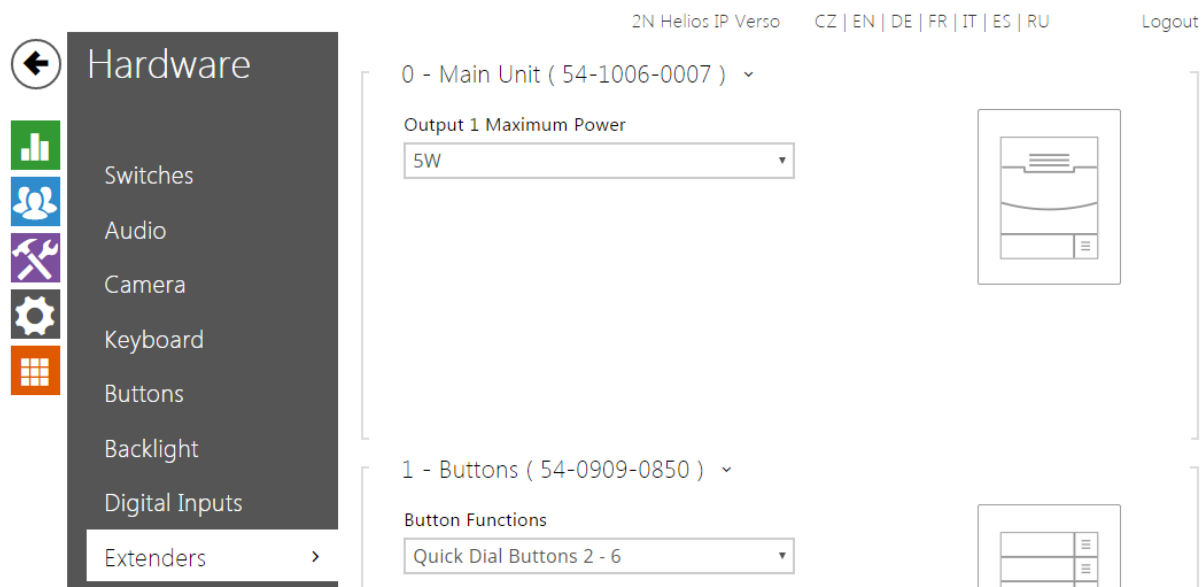 2N Helios IP Verso CZ | EN | DE | FR | IT | ES | RU Logout
Hardware
Switches
Audio
Camera
Keyboard
Buttons
Backlight
Digital Inputs
Extenders
0 - Main Unit ( 54-1006-0007 )
Output 1 Maximum Power
5W
1 - Buttons ( 54-0909-0850 )
Button Functions
Quick Dial Buttons 2 - 6